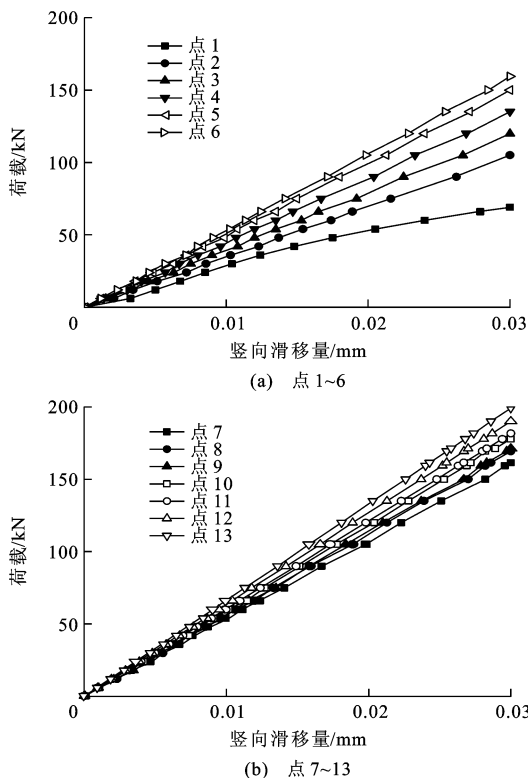 200
150
100
50
荷载/kN
点 1
点 2
点 3
点 4
点 5
点 6
0 0.01 0.02 0.03
竖向滑移量/mm
(a) 点 1~6
200
150
100
50
荷载/kN
点 7
点 8
点 9
点 10
点 11
点 12
点 13
0 0.01 0.02 0.03
竖向滑移量/mm
(b) 点 7~13